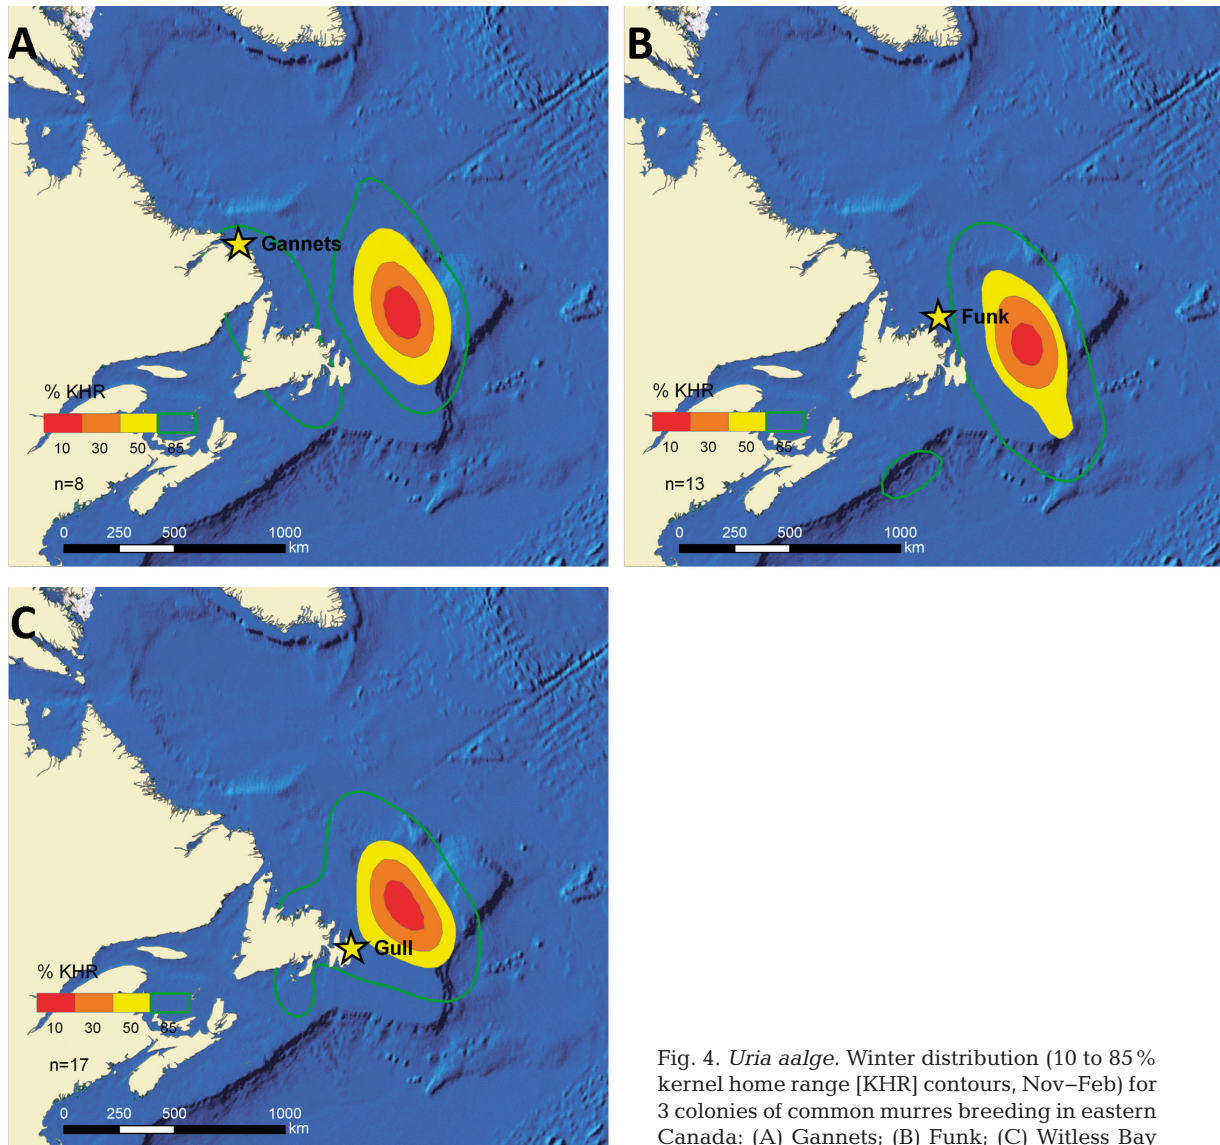 A
Gannets
% KHR
10 30 50 85
n=8
0 250 500 1000
km
B
Funk
% KHR
10 30 50 85
n=13
0 250 500 1000
km
C
Gull
% KHR
10 30 50 85
n=17
0 250 500 1000
km
Fig. 4. Uria aalge. Winter distribution (10 to 85%
kernel home range [KHR] contours, Nov–Feb) for
3 colonies of common murres breeding in eastern
Canada: (A) Gannets; (B) Funk; (C) Witless Bay